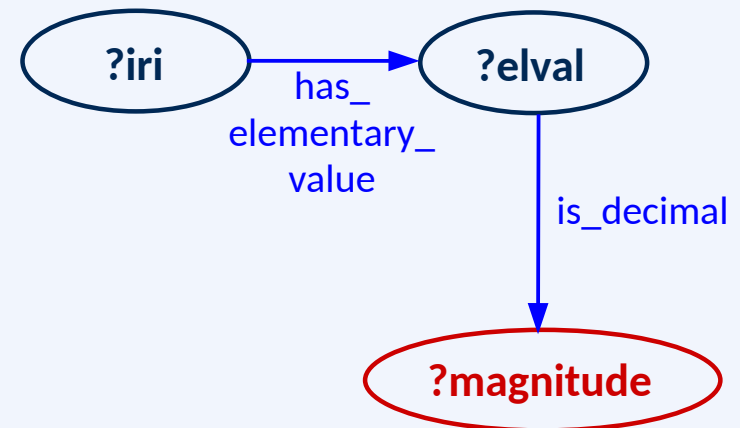 ?iri
?elval
has_
elementary_
value
is_decimal
?magnitude